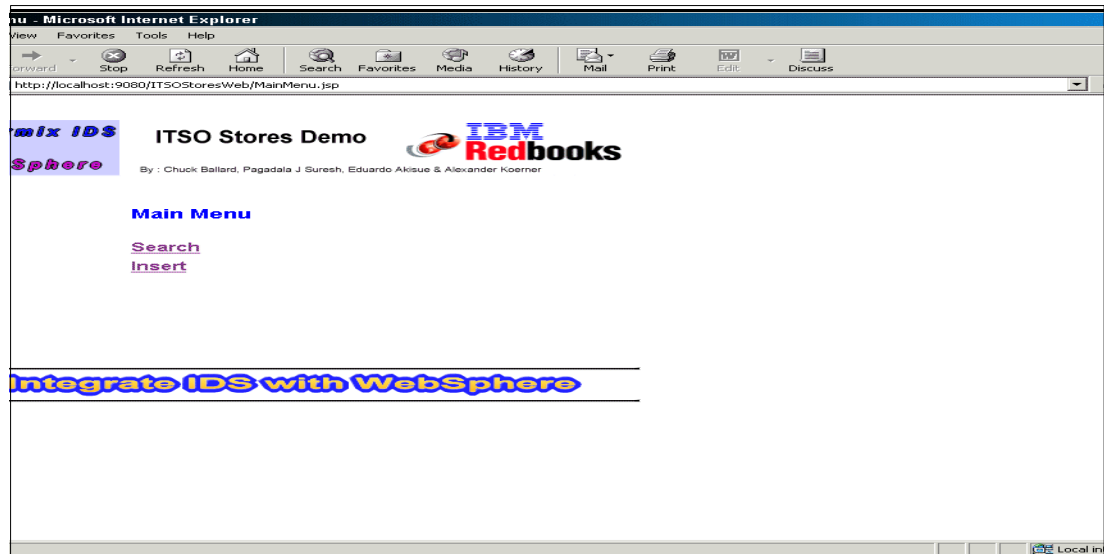 nu - Microsoft Internet Explorer
View Favorites Tools Help
orward Stop Refresh Home Search Favorites Media History Mail Print Edit Discuss
http://localhost:9080/ITSOStoresWeb/MainMenu.jsp
rmix IDS
Sphere
ITSO Stores Demo
IBM
Redbooks
By : Chuck Ballard, Pagadala J Suresh, Eduardo Akisue & Alexander Koerner
Main Menu
Search
Insert
Integrate IDS with WebSphere
Local in